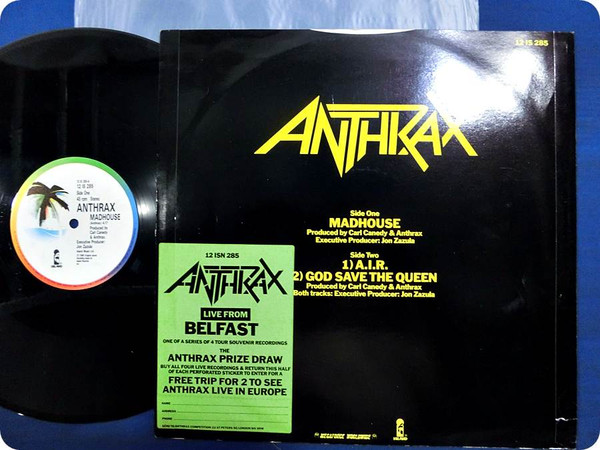 12 IS 285
ANTHRAX
Side One
MADHOUSE
Produced by Carl Canedy & Anthrax
Executive Producer: Jon Zazula
Side Two
1) A.I.R.
2) GOD SAVE THE QUEEN
Produced by Carl Canedy & Anthrax
Both tracks: Executive Producer: Jon Zazula
MEGAFORCE WORLDWIDE
ISLAND
12 IS 285
Side One
45 rpm Stereo
ANTHRAX
MADHOUSE
Produced by
Carl Canedy
& Anthrax
Executive Producer:
Jon Zazula
ISLAND
12 ISN 285
ANTHRAX
LIVE FROM
BELFAST
ONE OF A SERIES OF 4 TOUR SOUVENIR RECORDINGS
THE
ANTHRAX PRIZE DRAW
BUY ALL FOUR LIVE RECORDINGS & RETURN THIS HALF
OF EACH PERFORATED STICKER TO ENTER FOR A
FREE TRIP FOR 2 TO SEE
ANTHRAX LIVE IN EUROPE
NAME
ADDRESS
PHONE